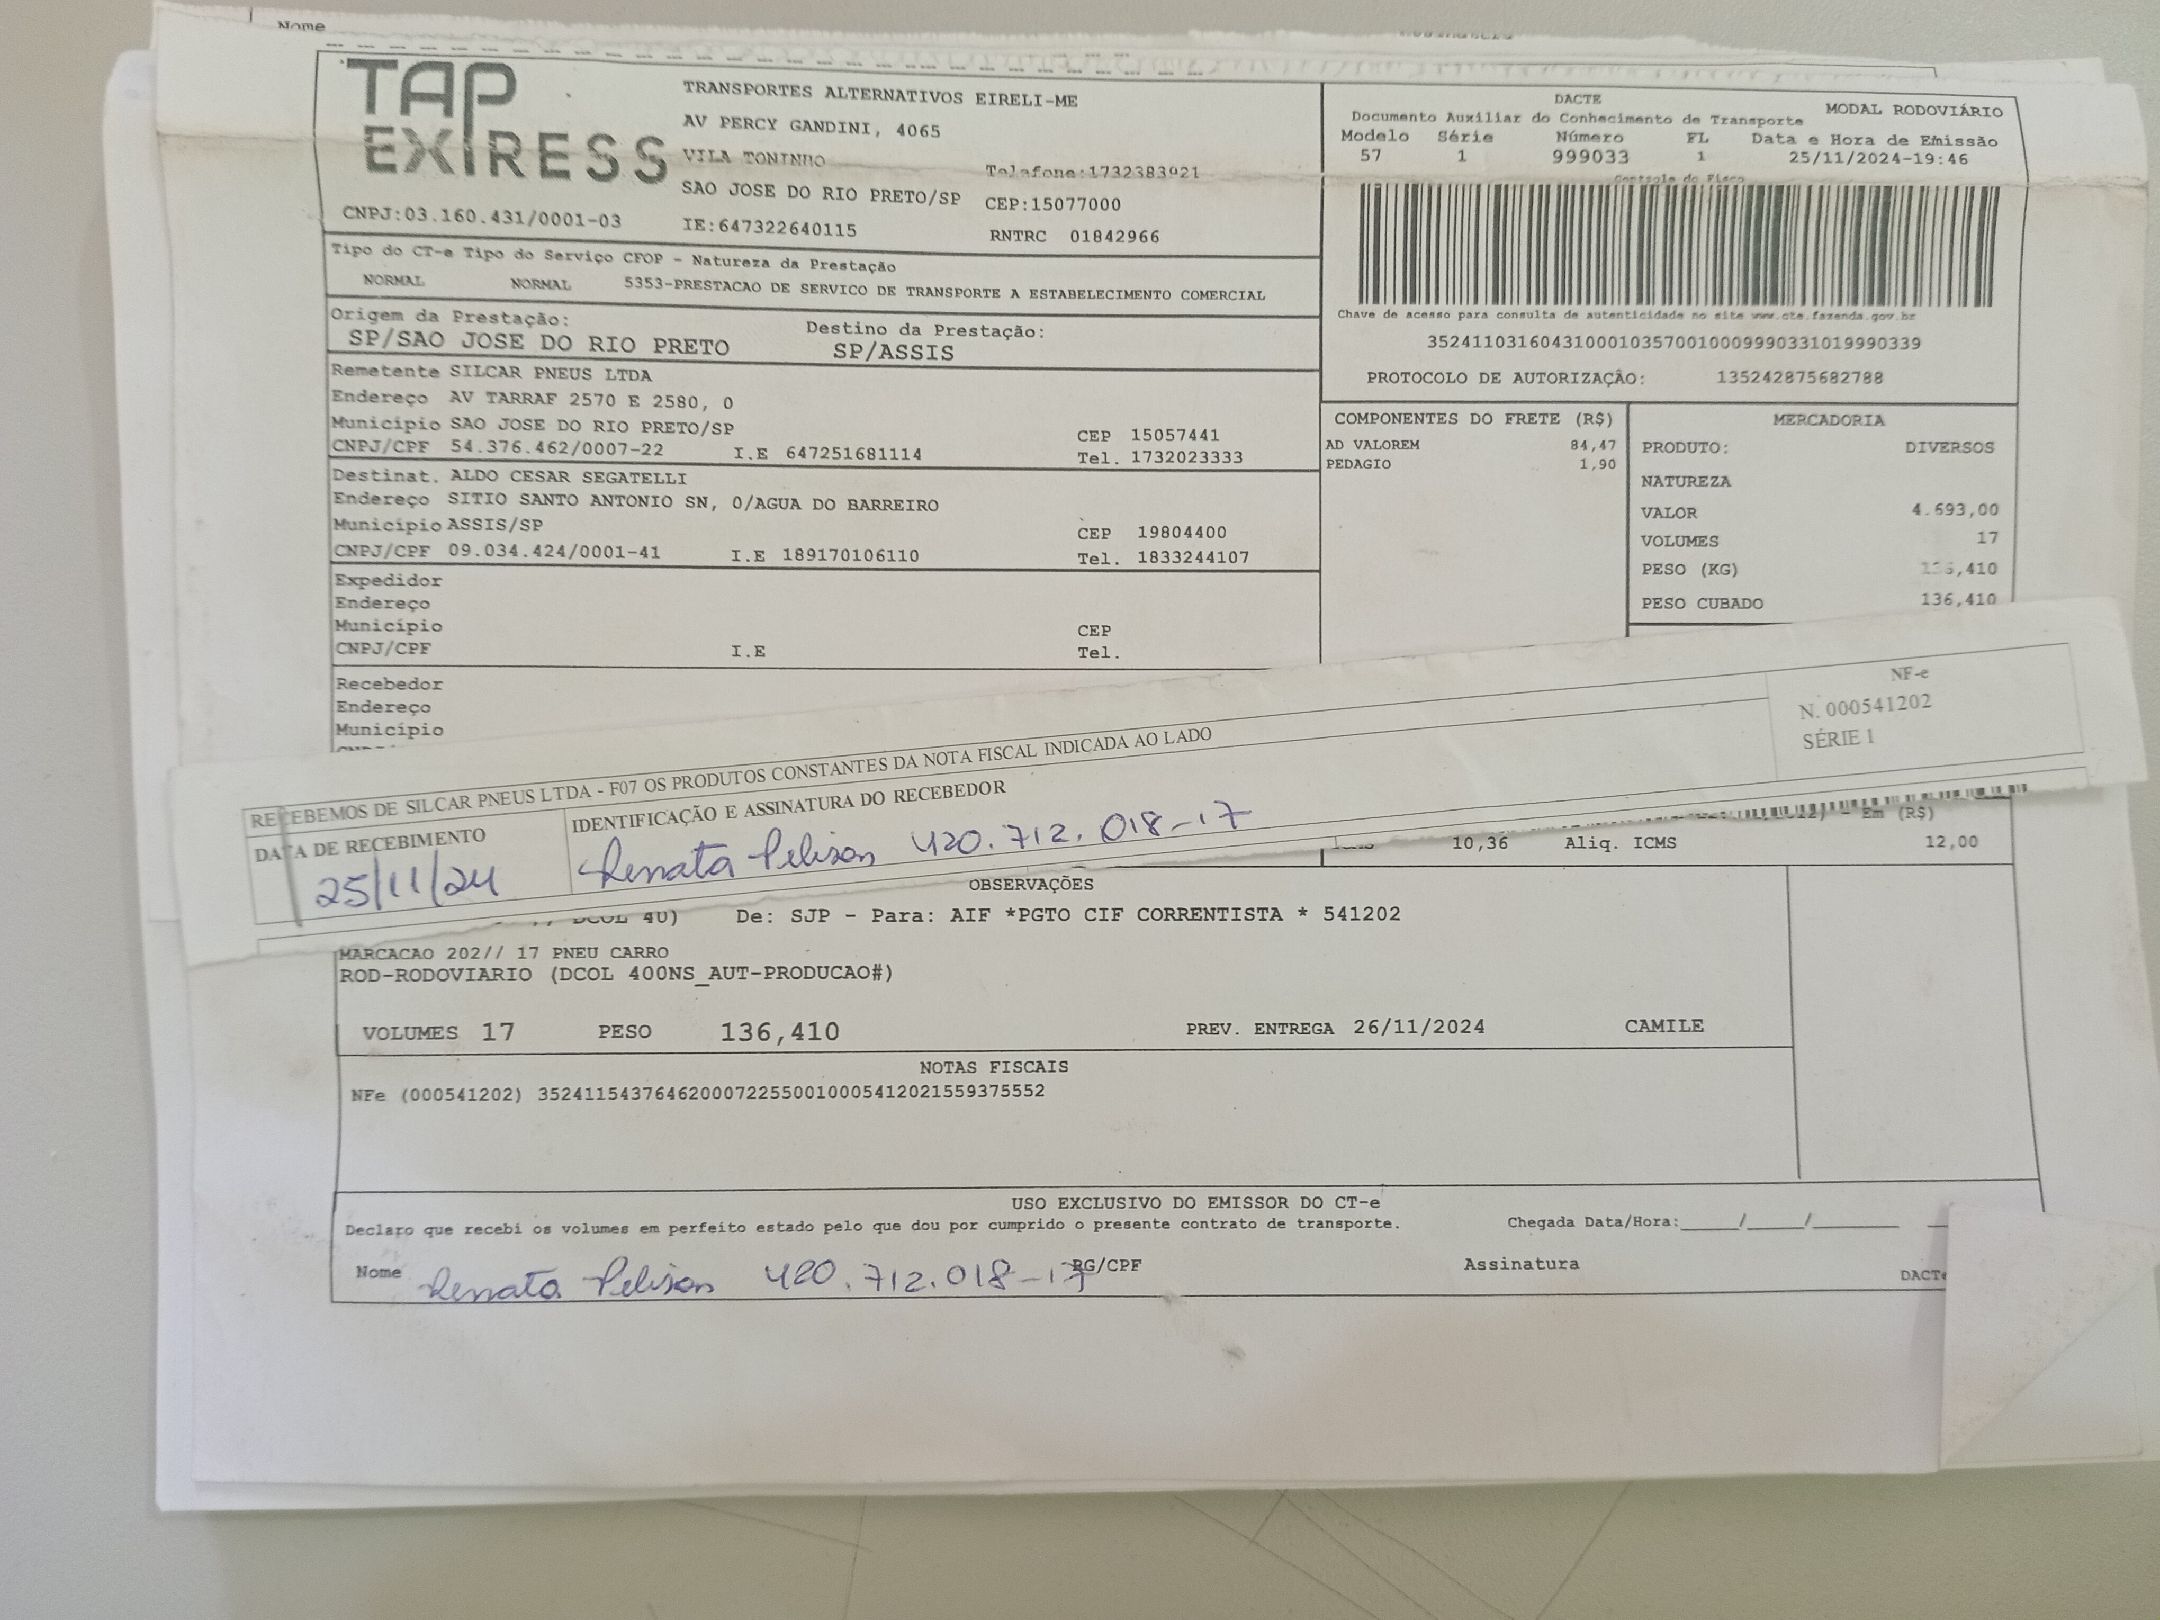 Nome
TAP
EXIRESS
TRANSPORTES ALTERNATIVOS EIRELI-ME
AV PERCY GANDINI, 4065
VILA TONINHO
Telefone:1732383921
SAO JOSE DO RIO PRETO/SP CEP:15077000
CNPJ:03.160.431/0001-03 IE:647322640115 RNTRC 01842966
DACTE MODAL RODOVIÁRIO
Documento Auxiliar do Conhecimento de Transporte
Modelo Série Número FL Data e Hora de Emissão
57 1 999033 1 25/11/2024-19:46
Controle do Fisco
Chave de acesso para consulta de autenticidade no site www.cte.fazenda.gov.br
35241103160431000103570010009990331019990339
PROTOCOLO DE AUTORIZAÇÃO: 135242875682788
Tipo do CT-e Tipo do Serviço CFOP - Natureza da Prestação
NORMAL NORMAL 5353-PRESTACAO DE SERVICO DE TRANSPORTE A ESTABELECIMENTO COMERCIAL
Origem da Prestação: Destino da Prestação:
SP/SAO JOSE DO RIO PRETO SP/ASSIS
Remetente SILCAR PNEUS LTDA
Endereço AV TARRAF 2570 E 2580, 0
Município SAO JOSE DO RIO PRETO/SP CEP 15057441
CNPJ/CPF 54.376.462/0007-22 I.E 647251681114 Tel. 1732023333
Destinat. ALDO CESAR SEGATELLI
Endereço SITIO SANTO ANTONIO SN, 0/AGUA DO BARREIRO
Município ASSIS/SP CEP 19804400
CNPJ/CPF 09.034.424/0001-41 I.E 189170106110 Tel. 1833244107
Expedidor
Endereço
Município CEP
CNPJ/CPF I.E Tel.
Recebedor
Endereço
Município
COMPONENTES DO FRETE (R$)
AD VALOREM 84,47
PEDAGIO 1,90
MERCADORIA
PRODUTO: DIVERSOS
NATUREZA
VALOR 4.693,00
VOLUMES 17
PESO (KG) 136,410
PESO CUBADO 136,410
RECEBEMOS DE SILCAR PNEUS LTDA - F07 OS PRODUTOS CONSTANTES DA NOTA FISCAL INDICADA AO LADO
DATA DE RECEBIMENTO IDENTIFICAÇÃO E ASSINATURA DO RECEBEDOR
25/11/24 Renata Pelison 420.712.018-17
NF-e
N. 000541202
SÉRIE 1
Em (R$)
10,36 Aliq. ICMS 12,00
OBSERVAÇÕES
DCOL 40) De: SJP - Para: AIF *PGTO CIF CORRENTISTA * 541202
MARCACAO 202// 17 PNEU CARRO
ROD-RODOVIARIO (DCOL 400NS_AUT-PRODUCAO#)
VOLUMES 17 PESO 136,410 PREV. ENTREGA 26/11/2024 CAMILE
NOTAS FISCAIS
NFe (000541202) 35241154376462000722550010005412021559375552
USO EXCLUSIVO DO EMISSOR DO CT-e
Declaro que recebi os volumes em perfeito estado pelo que dou por cumprido o presente contrato de transporte. Chegada Data/Hora:_____/_____/_______
Nome Renata Pelison 420.712.018-17 RG/CPF Assinatura
DACTe